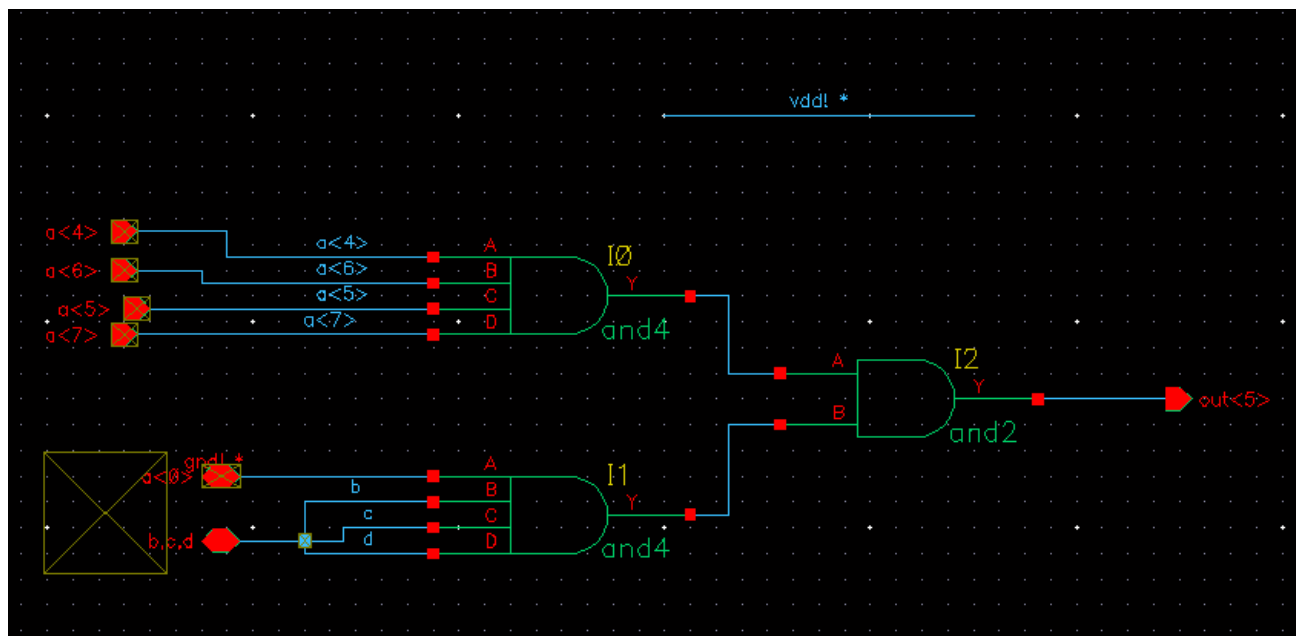 vdd! *
a<4>
a<4>
A
I0
a<6>
a<6>
B
Y
a<5>
a<5>
C
a<7>
a<7>
D
and4
A
I2
Y
out<5>
B
and2
gnd! *
a<0>
A
I1
b
B
Y
c
C
b,c,d
d
D
and4